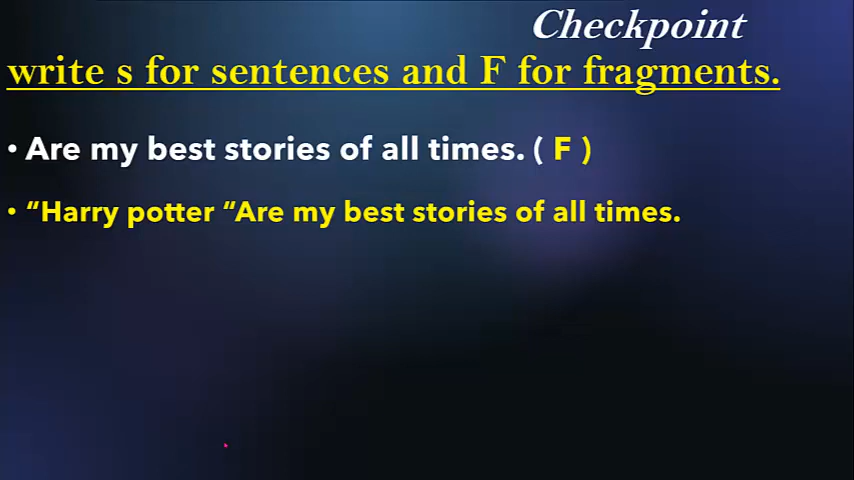 Checkpoint
write s for sentences and F for fragments.
• Are my best stories of all times. ( F )
• “Harry potter “Are my best stories of all times.